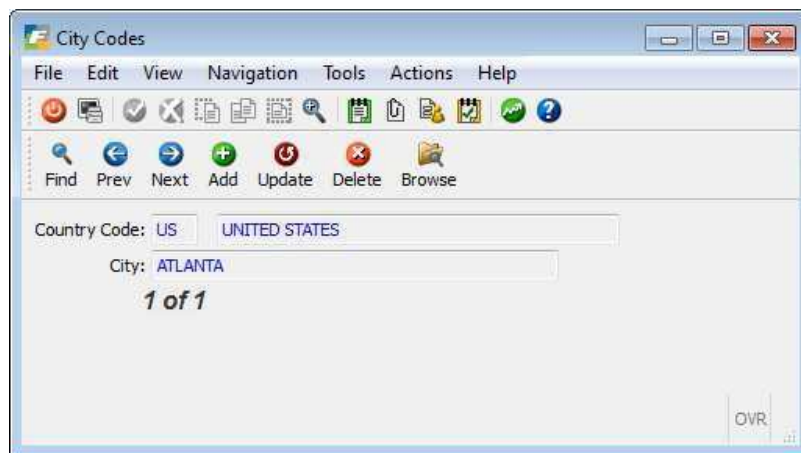 City Codes
File Edit View Navigation Tools Actions Help
Find Prev Next Add Update Delete Browse
Country Code: US UNITED STATES
City: ATLANTA
1 of 1
OVR